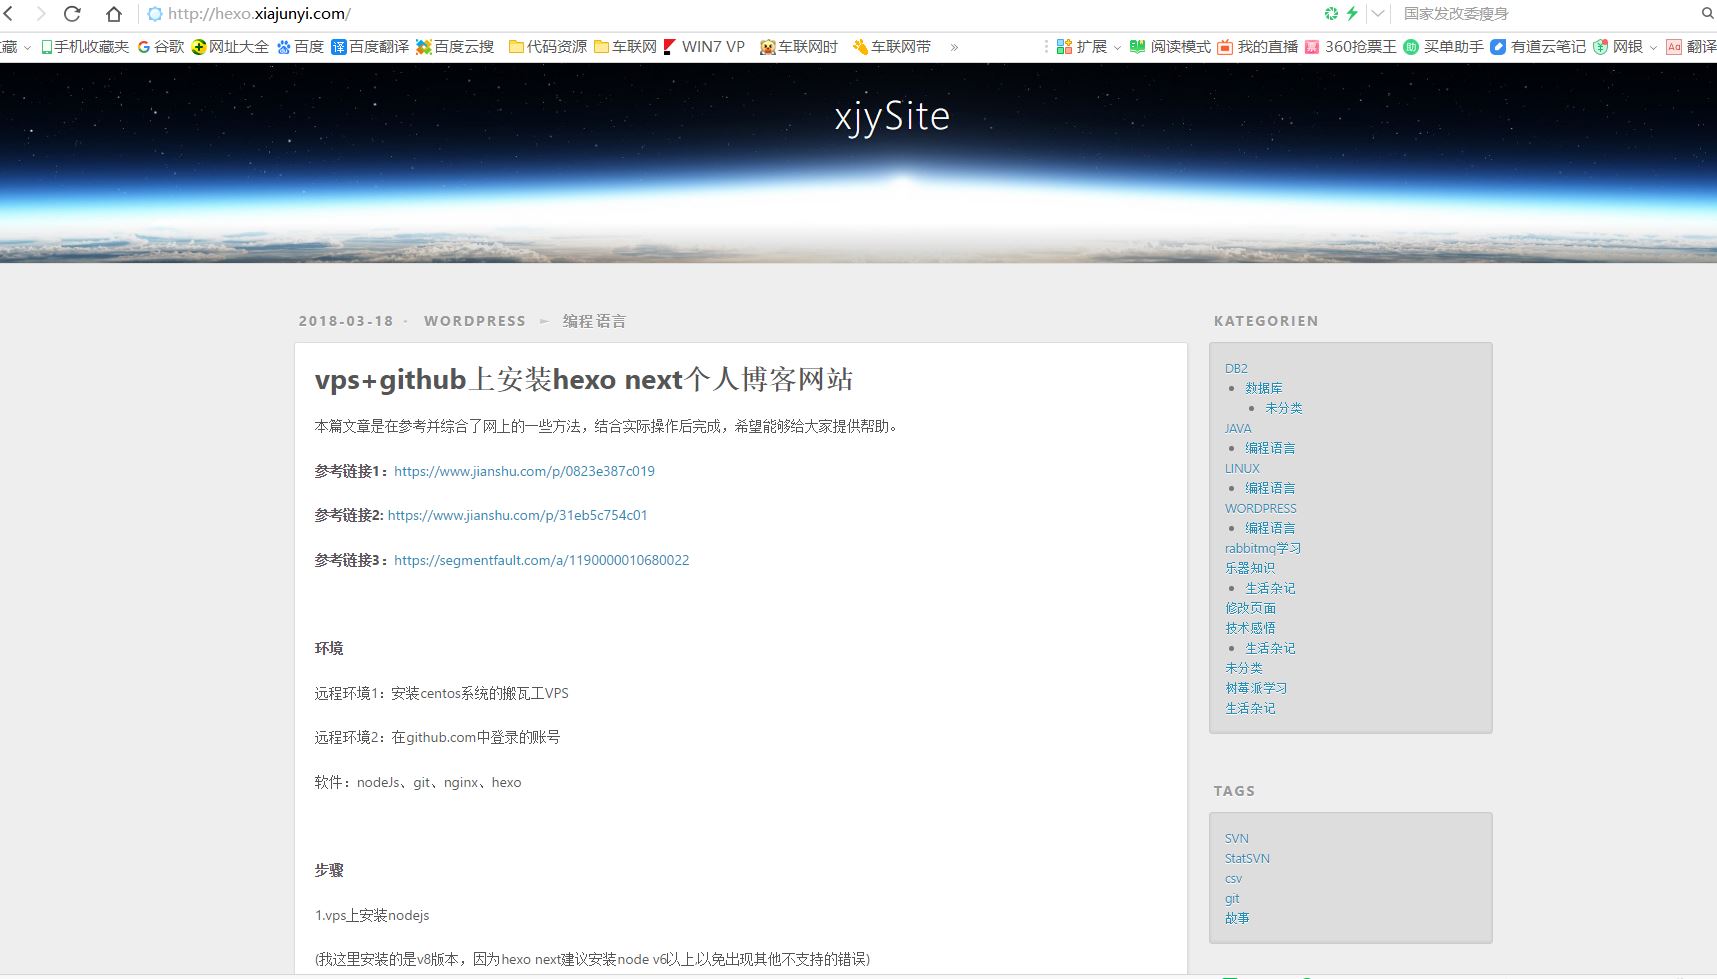 http://hexo.xiajunyi.com/ 国家发改委瘦身
藏 手机收藏夹 谷歌 网址大全 百度 百度翻译 百度云搜 代码资源 车联网 WIN7 VP 车联网时 车联网带 » 扩展 阅读模式 我的直播 360抢票王 买单助手 有道云笔记 网银 翻译
xjySite
2018-03-18 · WORDPRESS ► 编程语言
vps+github上安装hexo next个人博客网站
本篇文章是在参考并综合了网上的一些方法，结合实际操作后完成，希望能够给大家提供帮助。
参考链接1：https://www.jianshu.com/p/0823e387c019
参考链接2: https://www.jianshu.com/p/31eb5c754c01
参考链接3：https://segmentfault.com/a/1190000010680022
环境
远程环境1：安装centos系统的搬瓦工VPS
远程环境2：在github.com中登录的账号
软件：nodeJs、git、nginx、hexo
步骤
1.vps上安装nodejs
(我这里安装的是v8版本，因为hexo next建议安装node v6以上以免出现其他不支持的错误)
KATEGORIEN
DB2
数据库
未分类
JAVA
编程语言
LINUX
编程语言
WORDPRESS
编程语言
rabbitmq学习
乐器知识
生活杂记
修改页面
技术感悟
生活杂记
未分类
树莓派学习
生活杂记
TAGS
SVN
StatSVN
csv
git
故事